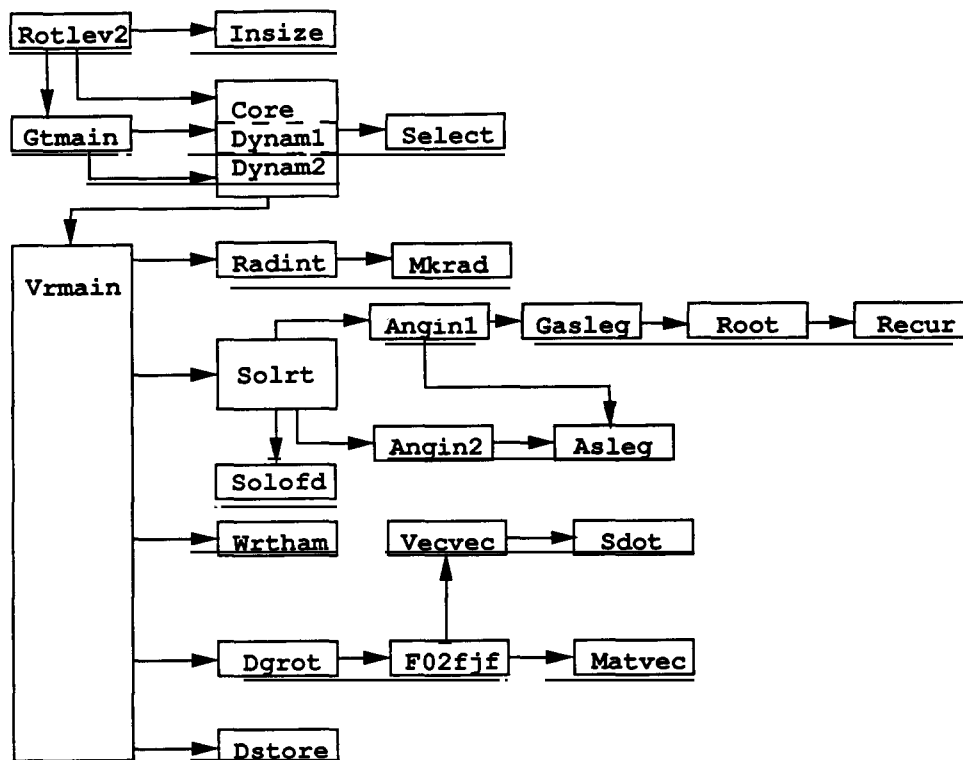 Rotlev2 Insize
Core
Gtmain Dynam1 Select
Dynam2
Radint Mkrad
Vrmain
Angin1 Gasleg Root Recur
Solrt
Angin2 Asleg
Solofd
Wrtham Vecvec Sdot
Dgrot F02fjf Matvec
Dstore